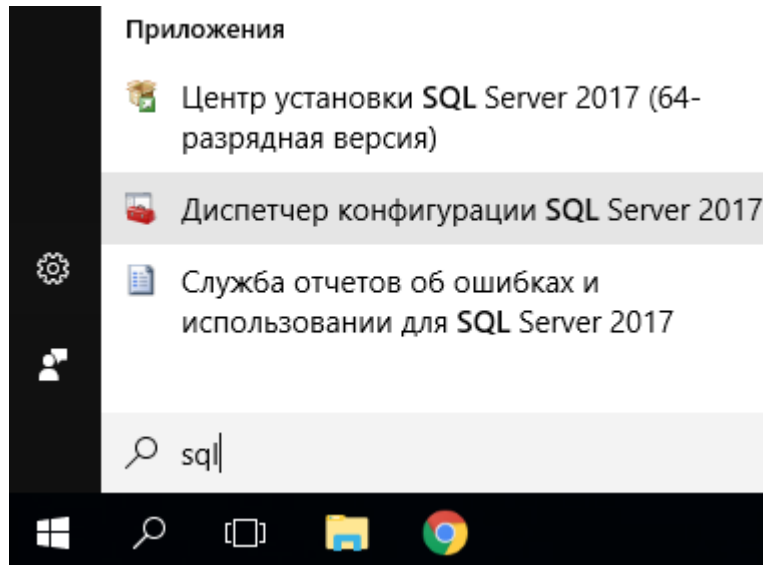 Приложения
Центр установки SQL Server 2017 (64-
разрядная версия)
Диспетчер конфигурации SQL Server 2017
Служба отчетов об ошибках и
использовании для SQL Server 2017
sql